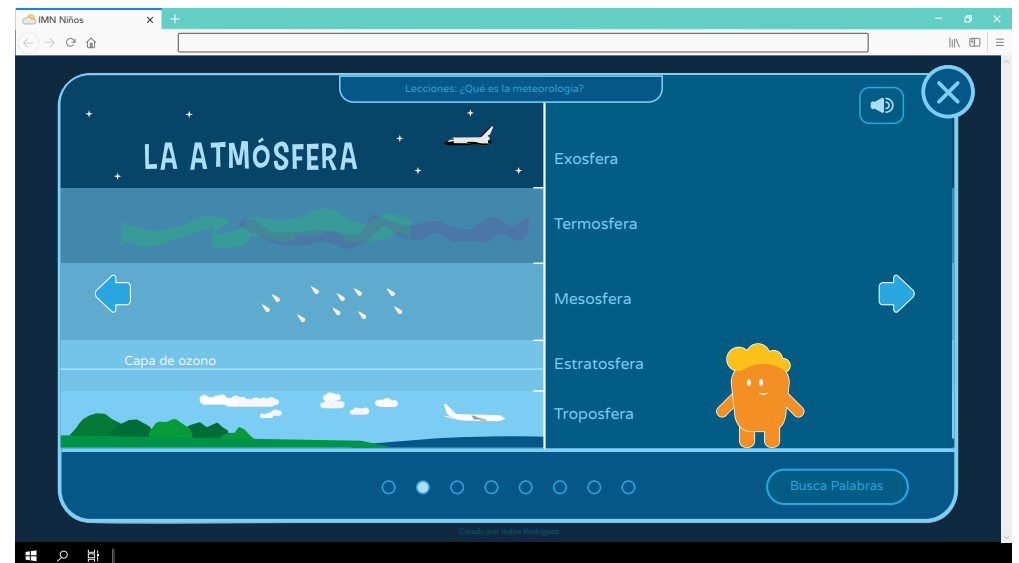 IMN Niños
Lecciones: ¿Qué es la meteorología?
LA ATMÓSFERA
Exosfera
Termosfera
Mesosfera
Capa de ozono
Estratosfera
Troposfera
Busca Palabras
Creado por Indira Rodríguez